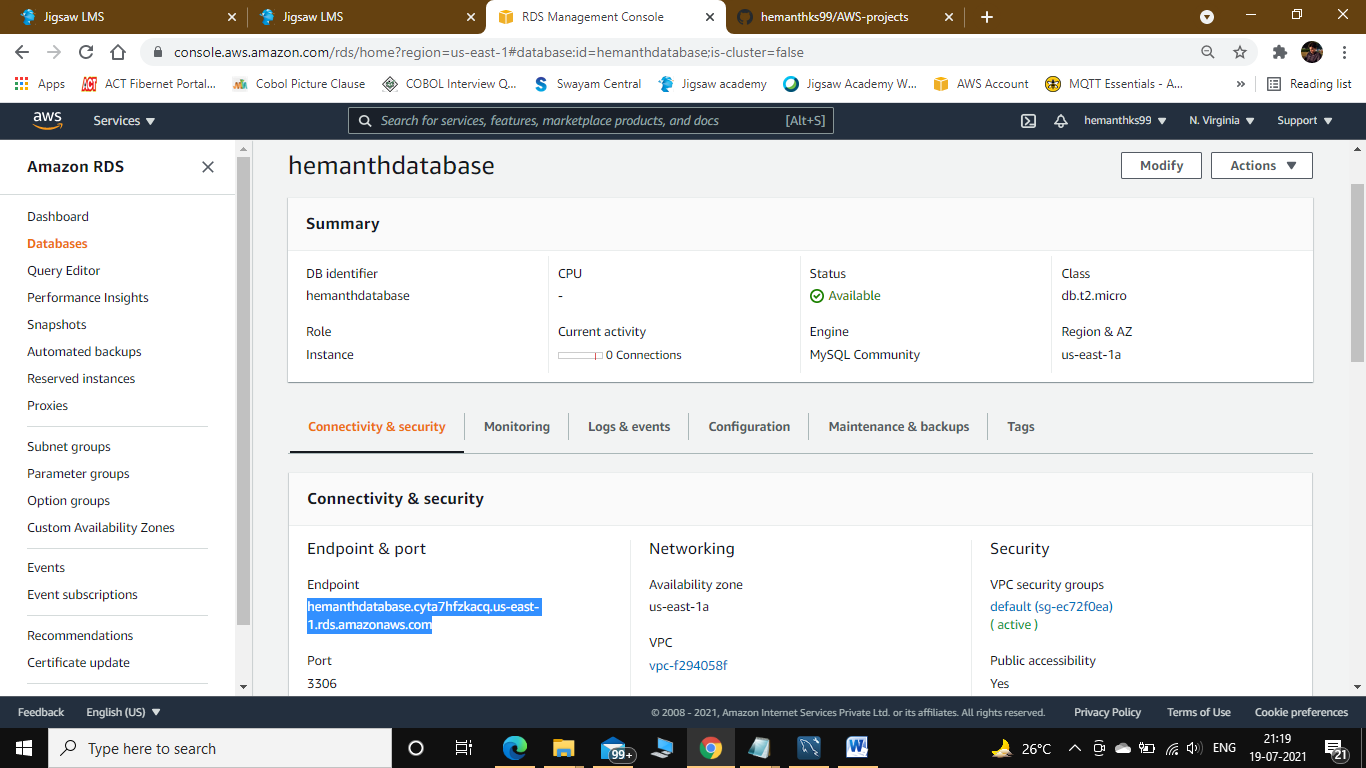 Jigsaw LMS
Jigsaw LMS
RDS Management Console
hemanthks99/AWS-projects
console.aws.amazon.com/rds/home?region=us-east-1#database:id=hemanthdatabase;is-cluster=false
Apps
ACT ACT Fibernet Portal...
Cobol Picture Clause
COBOL Interview Q...
Swayam Central
Jigsaw academy
Jigsaw Academy W...
AWS Account
MQTT Essentials - A...
»
Reading list
aws
Services
Search for services, features, marketplace products, and docs
[Alt+S]
hemanthks99
N. Virginia
Support
Amazon RDS
Dashboard
Databases
Query Editor
Performance Insights
Snapshots
Automated backups
Reserved instances
Proxies
Subnet groups
Parameter groups
Option groups
Custom Availability Zones
Events
Event subscriptions
Recommendations
Certificate update
hemanthdatabase
Modify
Actions
Summary
DB identifier
hemanthdatabase
CPU
-
Status
Available
Class
db.t2.micro
Role
Instance
Current activity
0 Connections
Engine
MySQL Community
Region & AZ
us-east-1a
Connectivity & security
Monitoring
Logs & events
Configuration
Maintenance & backups
Tags
Connectivity & security
Endpoint & port
Endpoint
hemanthdatabase.cyta7hfzkacq.us-east-
1.rds.amazonaws.com
Port
3306
Networking
Availability zone
us-east-1a
VPC
vpc-f294058f
Security
VPC security groups
default (sg-ec72f0ea)
( active )
Public accessibility
Yes
Feedback
English (US)
© 2008 - 2021, Amazon Internet Services Private Ltd. or its affiliates. All rights reserved.
Privacy Policy
Terms of Use
Cookie preferences
Type here to search
99+
W
26°C
ENG
21:19
19-07-2021
21